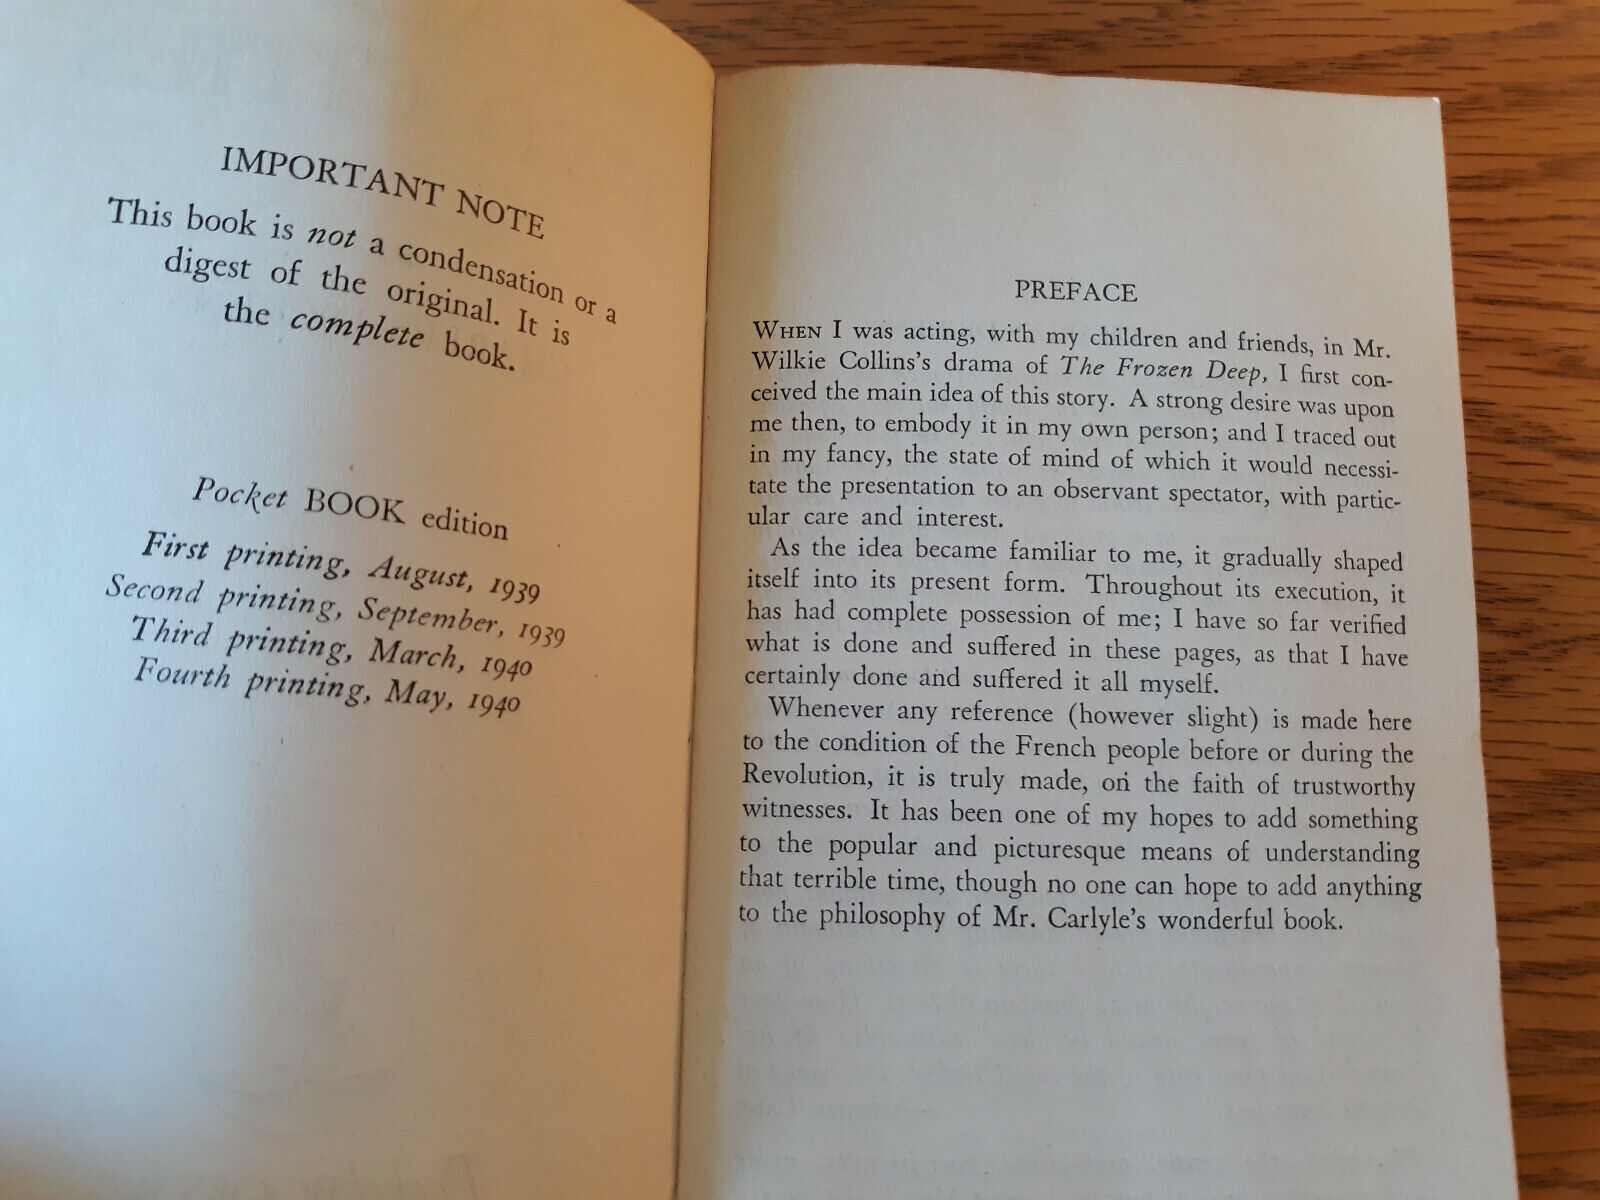 IMPORTANT NOTE
This book is not a condensation or a
digest of the original. It is
the complete book.
Pocket BOOK edition
First printing, August, 1939
Second printing, September, 1939
Third printing, March, 1940
Fourth printing, May, 1940
PREFACE
WHEN I was acting, with my children and friends, in Mr.
Wilkie Collins's drama of The Frozen Deep, I first con-
ceived the main idea of this story. A strong desire was upon
me then, to embody it in my own person; and I traced out
in my fancy, the state of mind of which it would necessi-
tate the presentation to an observant spectator, with partic-
ular care and interest.
As the idea became familiar to me, it gradually shaped
itself into its present form. Throughout its execution, it
has had complete possession of me; I have so far verified
what is done and suffered in these pages, as that I have
certainly done and suffered it all myself.
Whenever any reference (however slight) is made here
to the condition of the French people before or during the
Revolution, it is truly made, on the faith of trustworthy
witnesses. It has been one of my hopes to add something
to the popular and picturesque means of understanding
that terrible time, though no one can hope to add anything
to the philosophy of Mr. Carlyle's wonderful book.